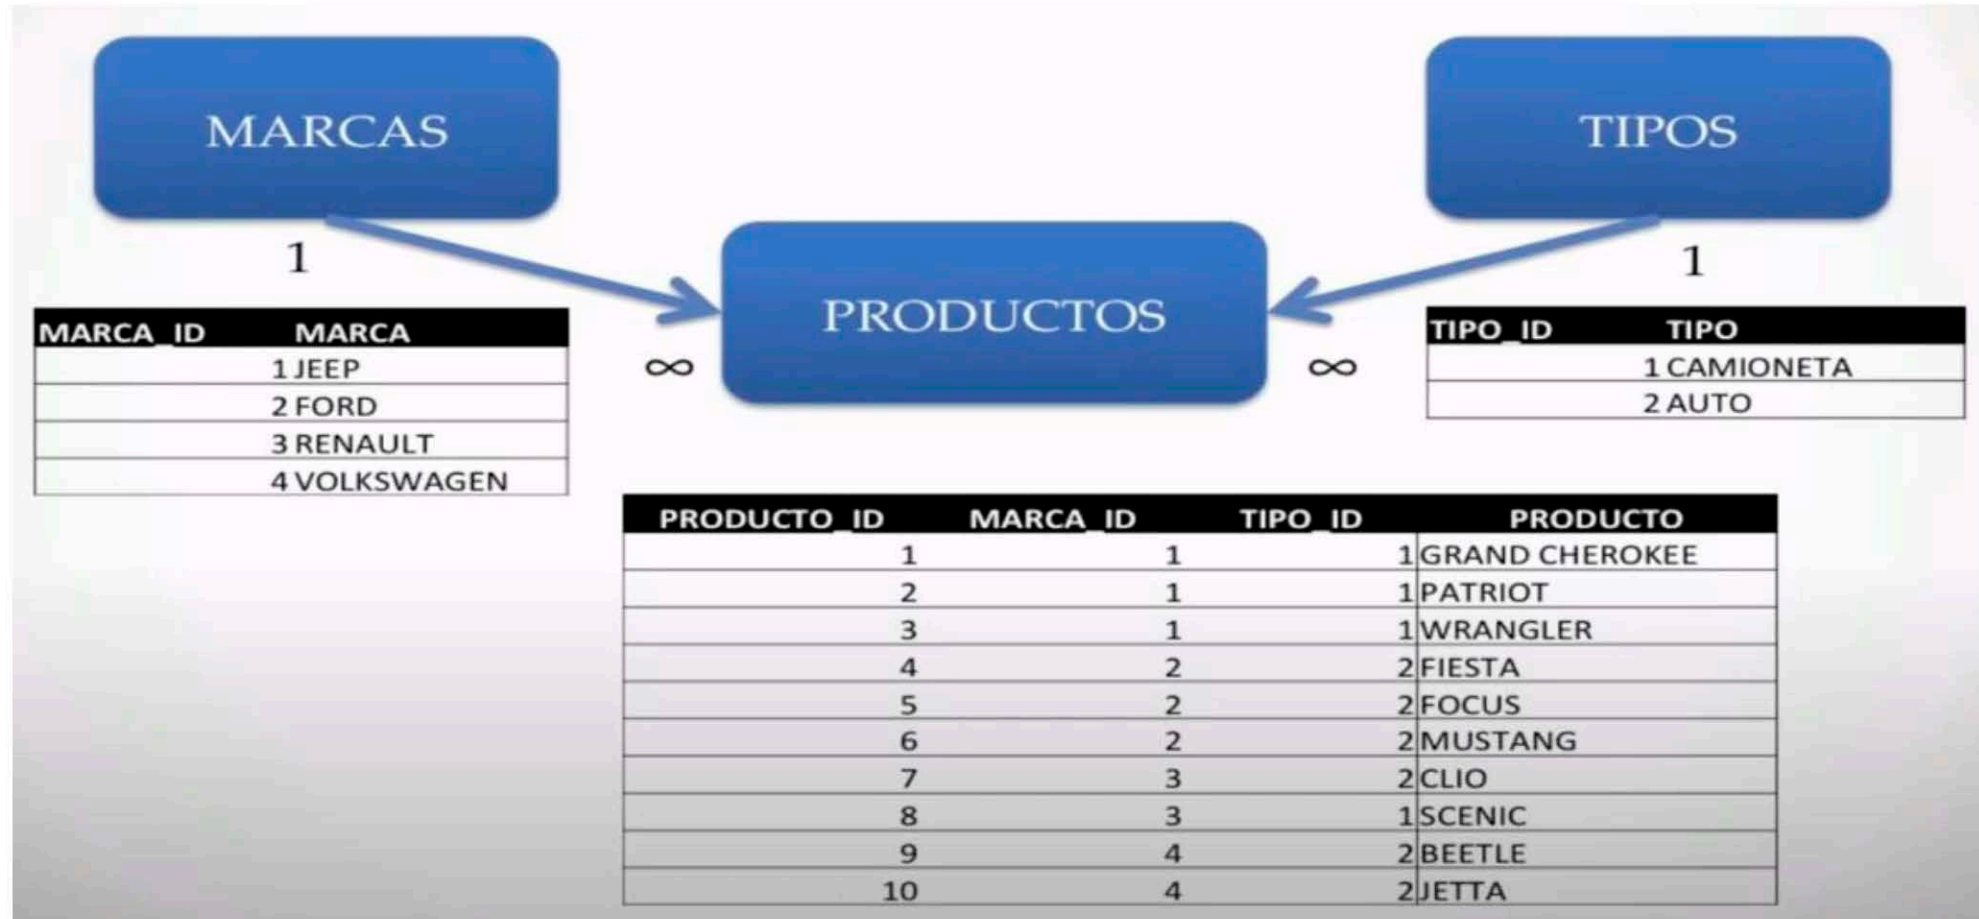 MARCAS
TIPOS
PRODUCTOS
1
1
∞
∞
MARCA_ID MARCA
1 JEEP
2 FORD
3 RENAULT
4 VOLKSWAGEN
TIPO_ID TIPO
1 CAMIONETA
2 AUTO
PRODUCTO_ID MARCA_ID TIPO_ID PRODUCTO
1 1 1 GRAND CHEROKEE
2 1 1 PATRIOT
3 1 1 WRANGLER
4 2 2 FIESTA
5 2 2 FOCUS
6 2 2 MUSTANG
7 3 2 CLIO
8 3 1 SCENIC
9 4 2 BEETLE
10 4 2 JETTA